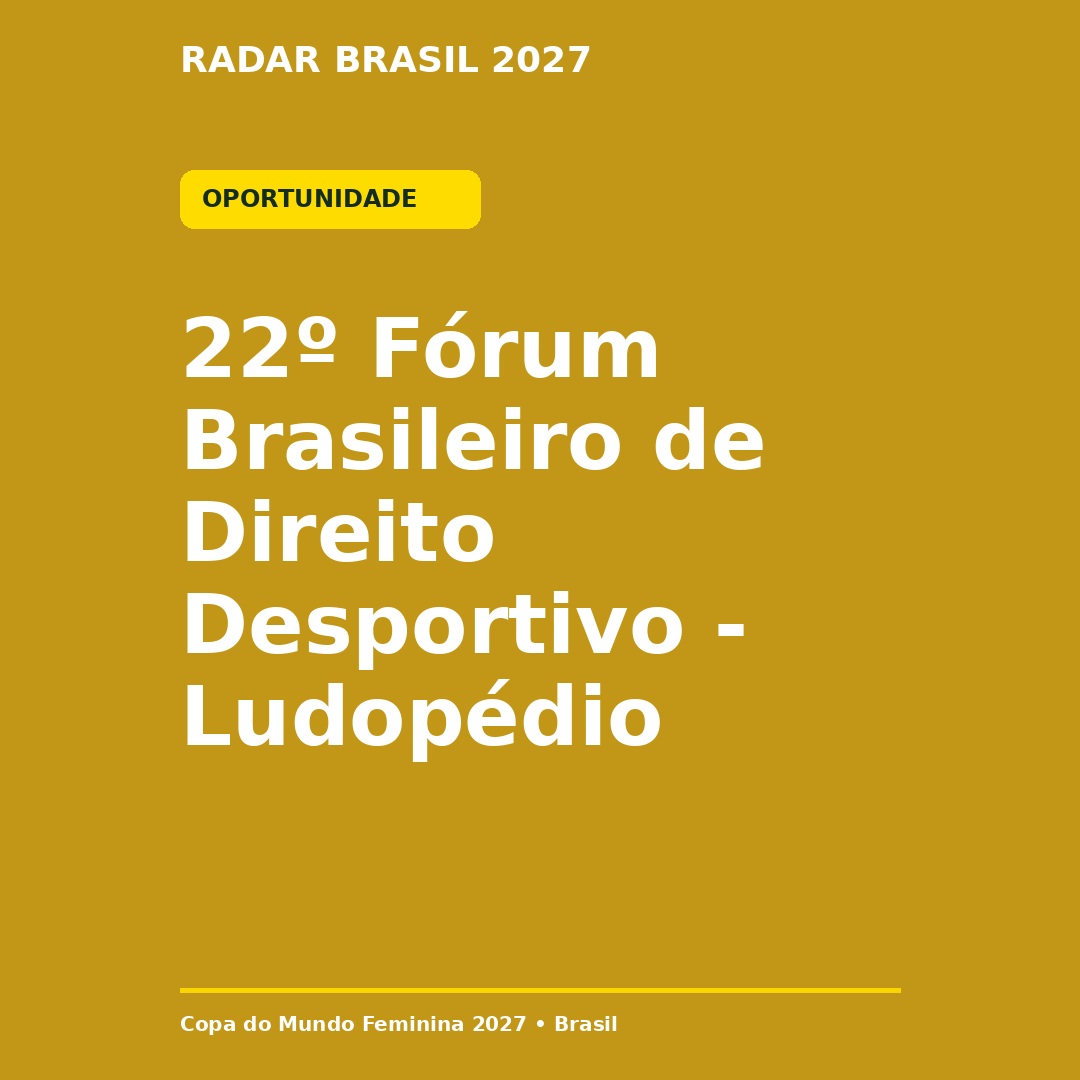 RADAR BRASIL 2027
OPORTUNIDADE
22º Fórum
Brasileiro de
Direito
Desportivo -
Ludopédio
Copa do Mundo Feminina 2027 • Brasil